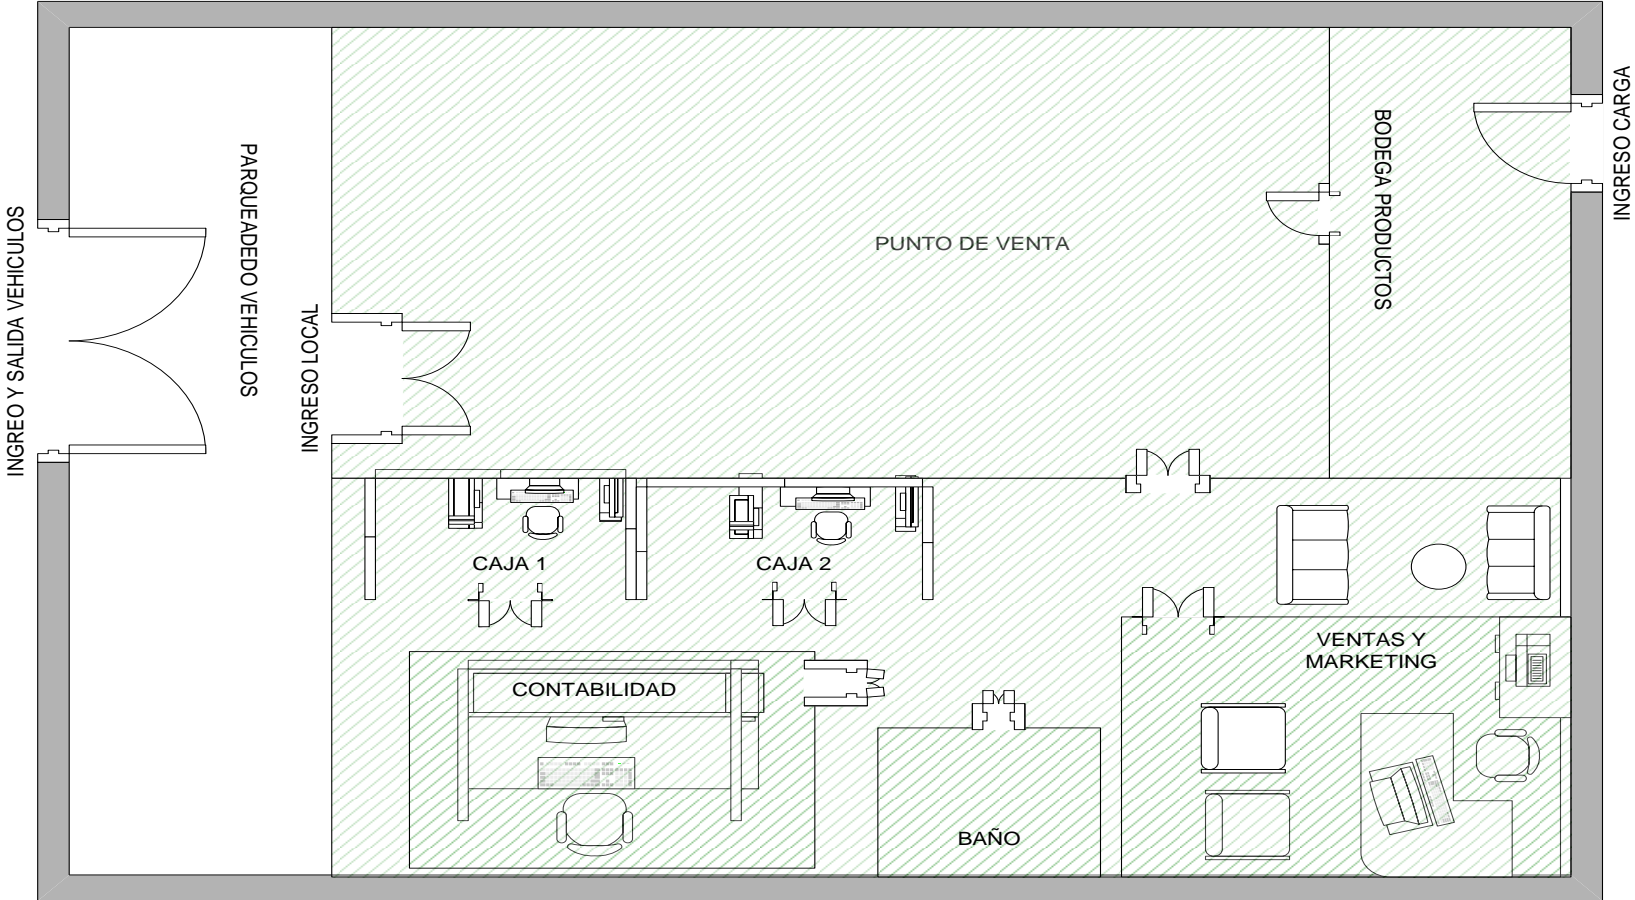 INGREO Y SALIDA VEHICULOS
PARQUEADEDO VEHICULOS
INGRESO LOCAL
PUNTO DE VENTA
BODEGA PRODUCTOS
INGRESO CARGA
CAJA 1
CAJA 2
VENTAS Y
MARKETING
CONTABILIDAD
BAÑO